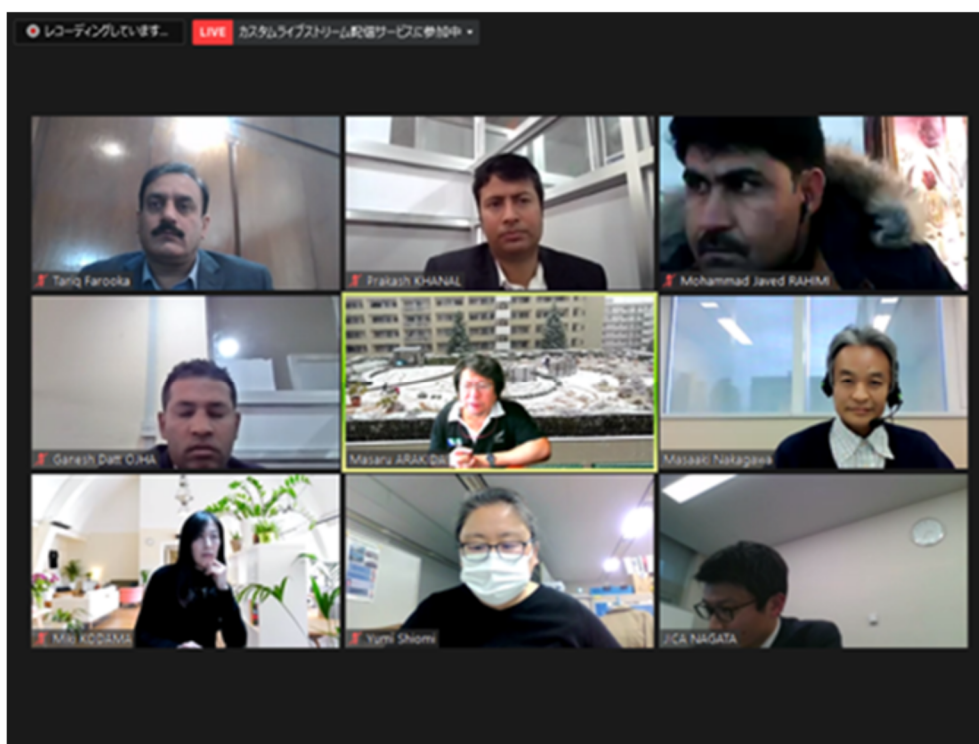 レコーディングしています...
LIVE カスタムライブストリーム配信サービスに参加中
Tariq Farooka
Prakash KHANAL
Mohammad Javed RAHIMI
Ganesh Datt OJHA
Masaru ARAKIDA
Masaaki Nakagawa
Miki KODAMA
Yumi Shiomi
JICA NAGATA